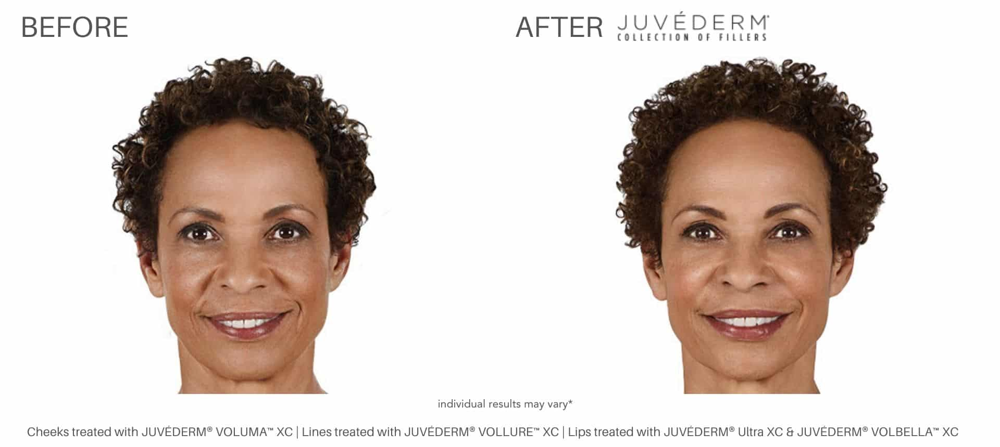 BEFORE
AFTER JUVÉDERM®
COLLECTION OF FILLERS
individual results may vary*
Cheeks treated with JUVÉDERM® VOLUMA™ XC | Lines treated with JUVÉDERM® VOLLURE™ XC | Lips treated with JUVÉDERM® Ultra XC & JUVÉDERM® VOLBELLA™ XC